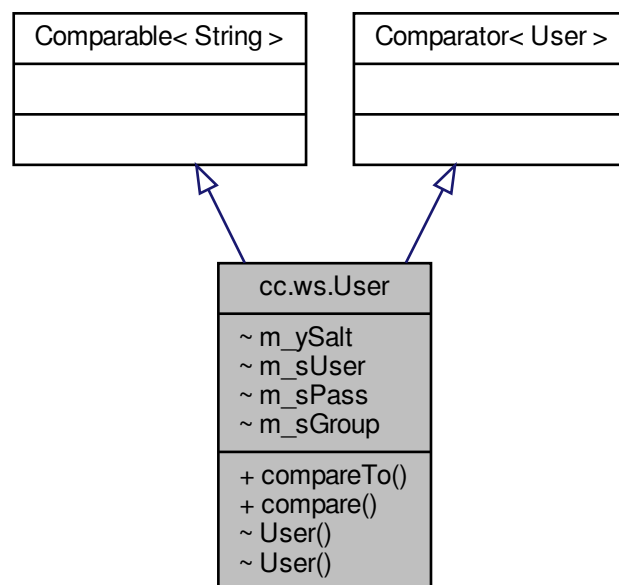 Comparable< String >
Comparator< User >
cc.ws.User
~ m_ySalt
~ m_sUser
~ m_sPass
~ m_sGroup
+ compareTo()
+ compare()
~ User()
~ User()